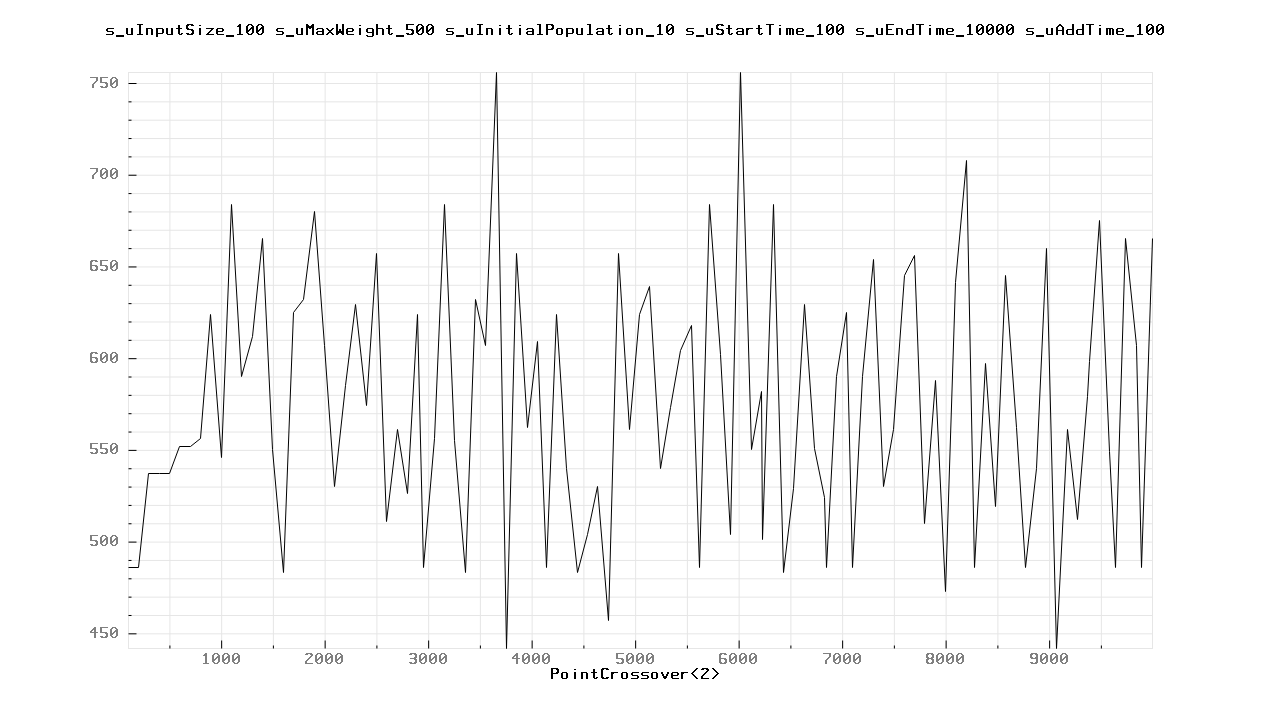 s_uInputSize_100 s_uMaxWeight_500 s_uInitialPopulation_10 s_uStartTime_100 s_uEndTime_10000 s_uAddTime_100
750
700
650
600
550
500
450
1000 2000 3000 4000 5000 6000 7000 8000 9000
PointCrossover<2>